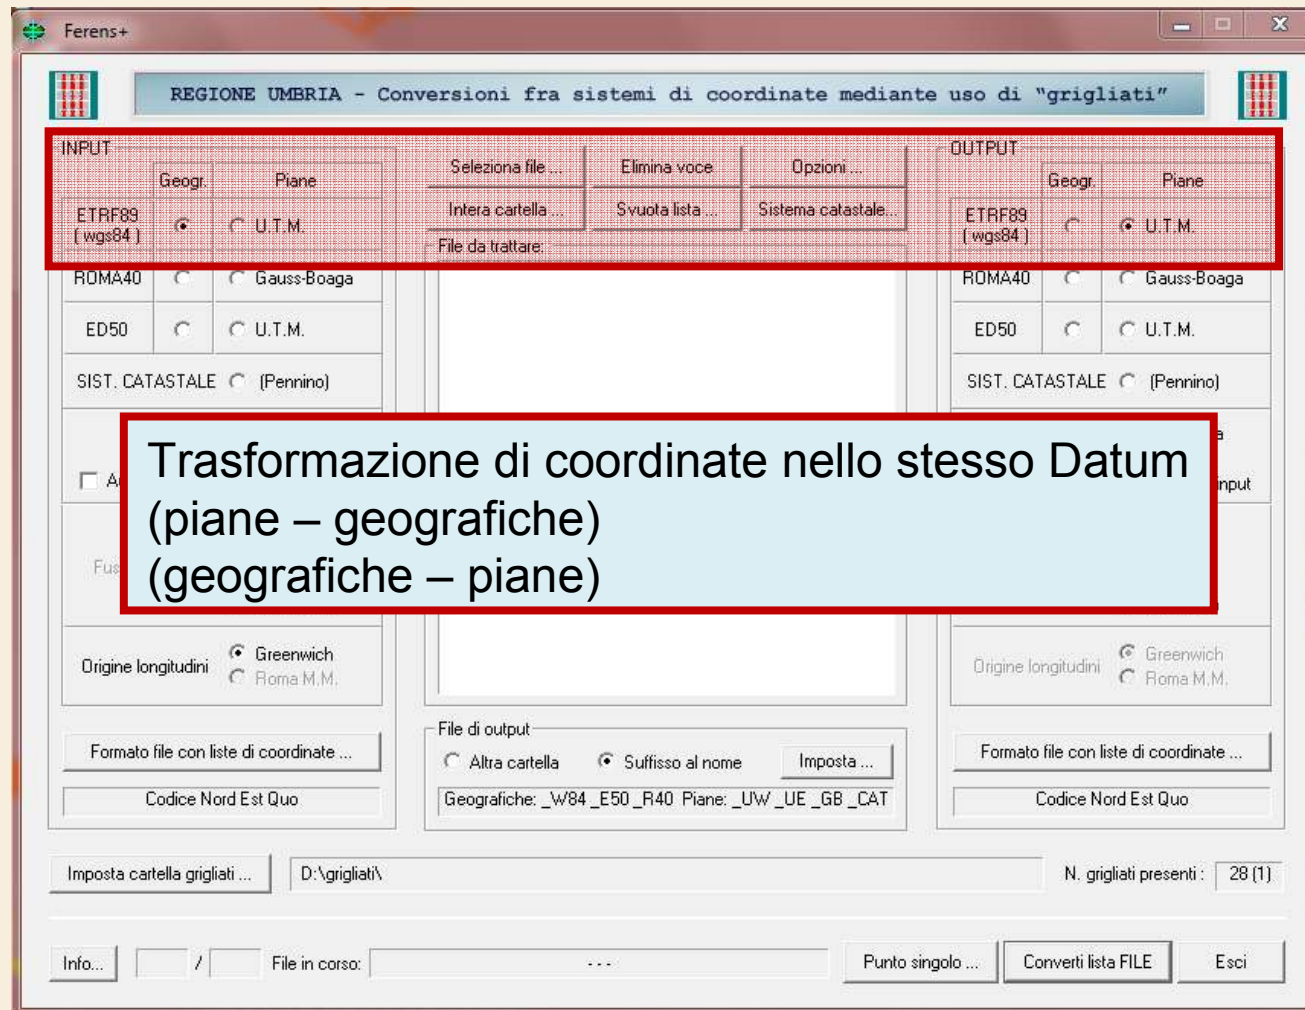 Ferens+
REGIONE UMBRIA - Conversioni fra sistemi di coordinate mediante uso di "grigliati"
INPUT
Geogr. Piane
ETRF89 U.T.M.
( wgs84 )
ROMA40 Gauss-Boaga
ED50 U.T.M.
SIST. CATASTALE (Pennino)
Origine longitudini Greenwich
Roma M.M.
Formato file con liste di coordinate ...
Codice Nord Est Quo
Seleziona file ... Elimina voce Opzioni ...
Intera cartella ... Svuota lista ... Sistema catastale...
File da trattare:
Trasformazione di coordinate nello stesso Datum
(piane – geografiche)
(geografiche – piane)
File di output
Altra cartella Suffisso al nome Imposta ...
Geografiche: _W84 _E50 _R40 Piane: _UW _UE _GB _CAT
OUTPUT
Geogr. Piane
ETRF89 U.T.M.
( wgs84 )
ROMA40 Gauss-Boaga
ED50 U.T.M.
SIST. CATASTALE (Pennino)
input
Origine longitudini Greenwich
Roma M.M.
Formato file con liste di coordinate ...
Codice Nord Est Quo
Imposta cartella grigliati ... D:\grigliati\ N. grigliati presenti : 28 (1)
Info... / File in corso: - - - Punto singolo ... Converti lista FILE Esci